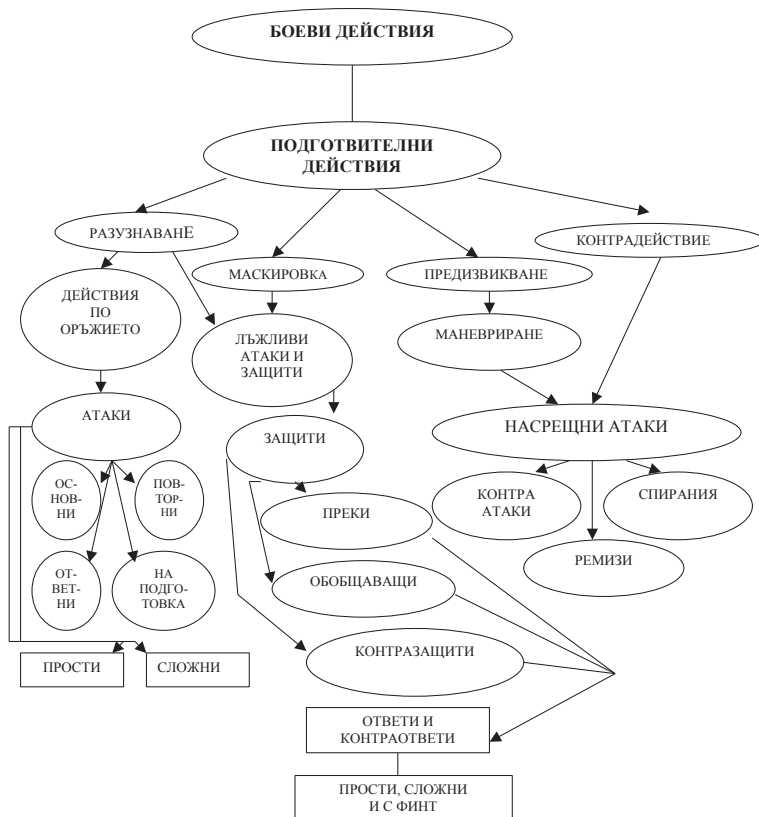 БОЕВИ ДЕЙСТВИЯ
ПОДГОТВИТЕЛНИ
ДЕЙСТВИЯ
РАЗУЗНАВАНЕ
КОНТРАДЕЙСТВИЕ
МАСКИРОВКА
ПРЕДИЗВИКВАНЕ
ДЕЙСТВИЯ
ПО
ОРЪЖИЕТО
ЛЪЖЛИВИ
АТАКИ И
ЗАЩИТИ
МАНЕВРИРАНЕ
АТАКИ
ЗАЩИТИ
НАСРЕЩНИ АТАКИ
ОС-
НОВ-
НИ
ПОВ-
ТОР-
НИ
КОНТРА
АТАКИ
СПИРАНИЯ
ПРЕКИ
РЕМИЗИ
ОТ-
ВЕТ-
НИ
НА
ПОДГО-
ТОВКА
ОБОБЩАВАЩИ
КОНТРАЗАЩИТИ
ПРОСТИ
СЛОЖНИ
ОТВЕТИ И
КОНТРАОТВЕТИ
ПРОСТИ, СЛОЖНИ
И С ФИНТ